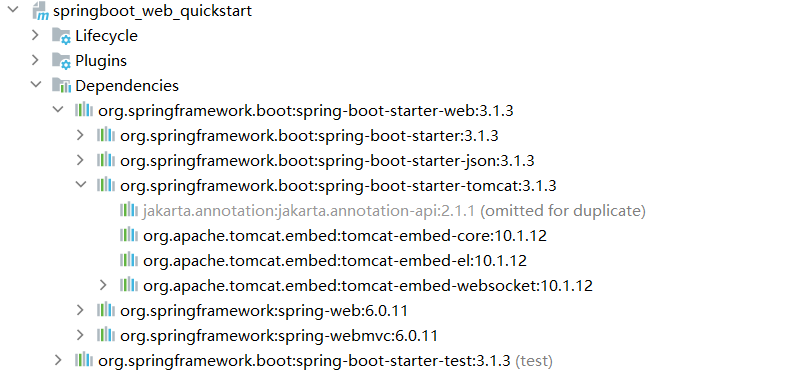 springboot_web_quickstart
Lifecycle
Plugins
Dependencies
org.springframework.boot:spring-boot-starter-web:3.1.3
org.springframework.boot:spring-boot-starter:3.1.3
org.springframework.boot:spring-boot-starter-json:3.1.3
org.springframework.boot:spring-boot-starter-tomcat:3.1.3
jakarta.annotation:jakarta.annotation-api:2.1.1 (omitted for duplicate)
org.apache.tomcat.embed:tomcat-embed-core:10.1.12
org.apache.tomcat.embed:tomcat-embed-el:10.1.12
org.apache.tomcat.embed:tomcat-embed-websocket:10.1.12
org.springframework:spring-web:6.0.11
org.springframework:spring-webmvc:6.0.11
org.springframework.boot:spring-boot-starter-test:3.1.3 (test)